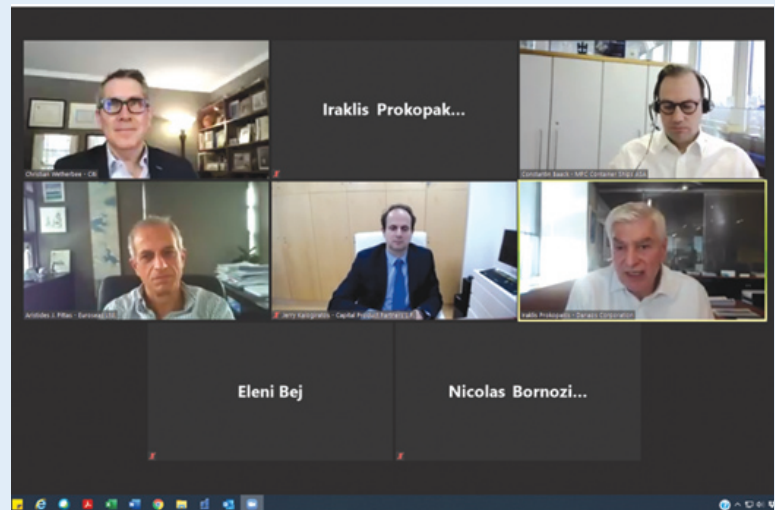 Christian Wetherbee - Citi
Iraklis Prokopak...
Constantin Baack - MPC Container Ships ASA
Aristides J. Pittas - Euroseas Ltd.
Jerry Kalogiratos - Capital Product Partners L.P.
Iraklis Prokopakis - Danaos Corporation
Eleni Bej
Nicolas Bornozi...